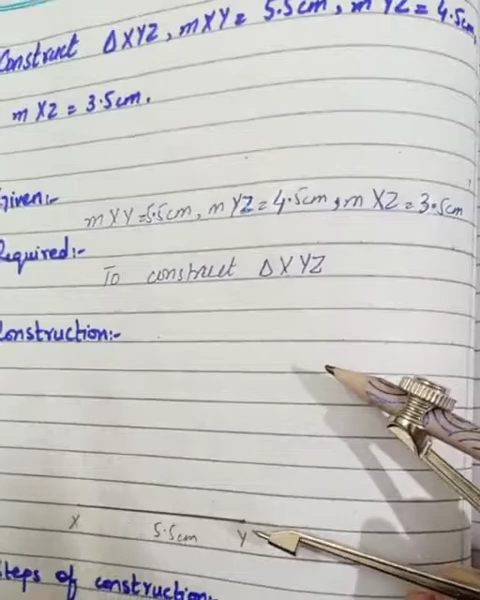 Construct ΔXYZ, mXY = 5.5cm, m YZ = 4.5cm,
m XZ = 3.5cm.
Given:-
m XY = 5.5cm, m YZ = 4.5cm, m XZ = 3.5cm
Required:-
To construct ΔXYZ
Construction:-
X 5.5cm Y
Steps of construction: